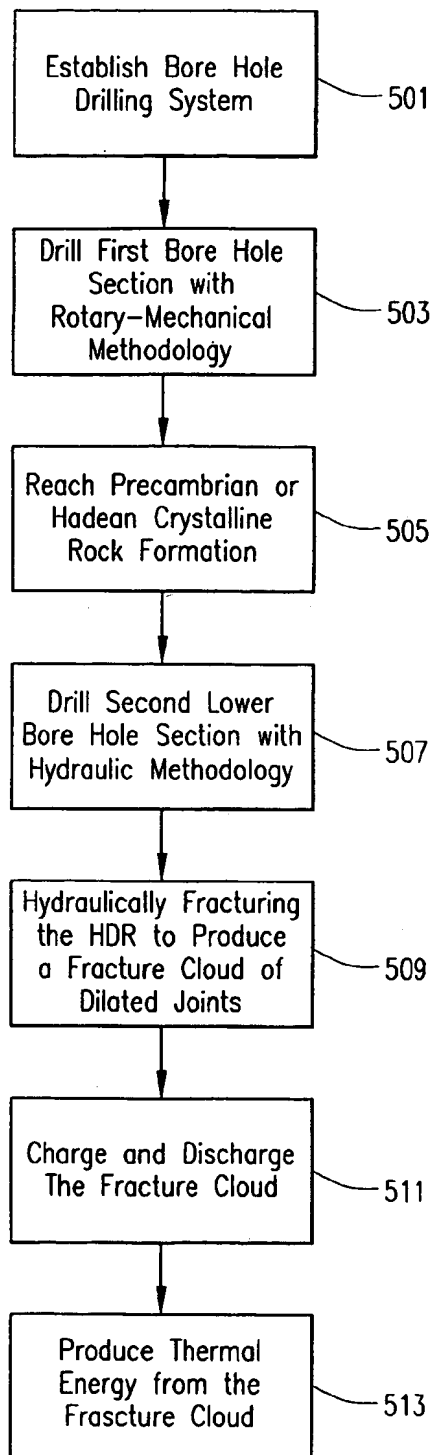 Establish Bore Hole
Drilling System
501
Drill First Bore Hole
Section with
Rotary-Mechanical
Methodology
503
Reach Precambrian or
Hadean Crystalline
Rock Formation
505
Drill Second Lower
Bore Hole Section with
Hydraulic Methodology
507
Hydraulically Fracturing
the HDR to Produce
a Fracture Cloud of
Dilated Joints
509
Charge and Discharge
The Fracture Cloud
511
Produce Thermal
Energy from the
Frascture Cloud
513